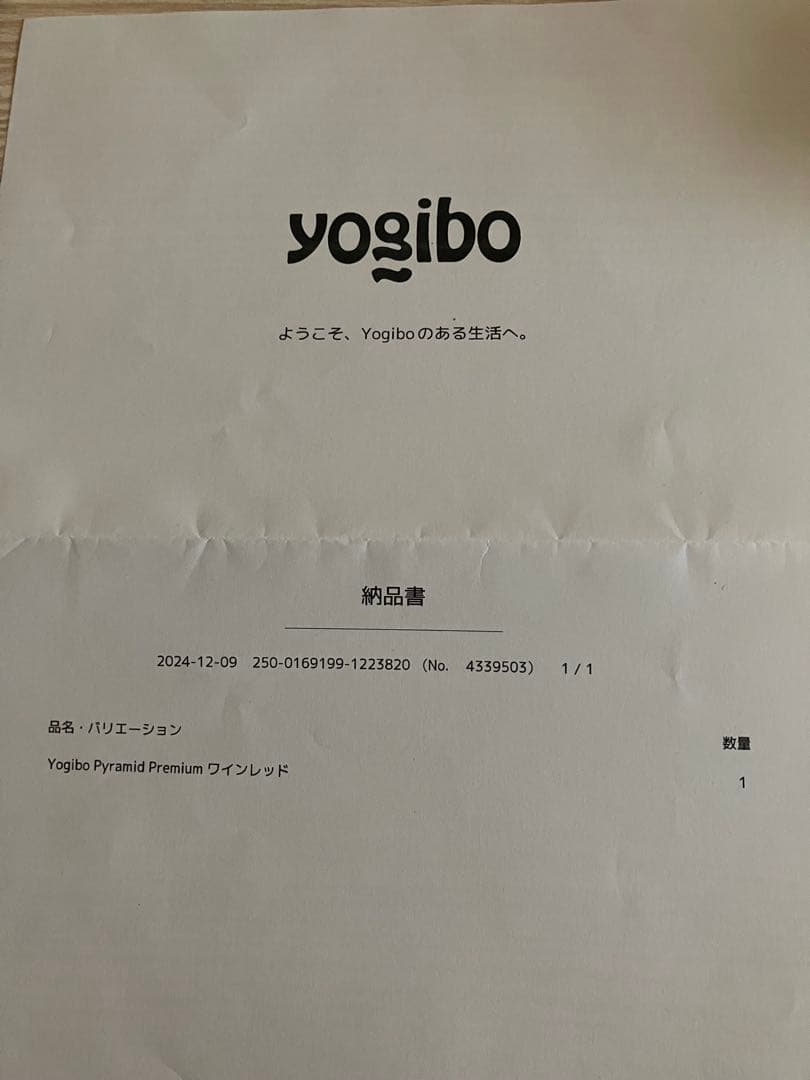 yogibo
ようこそ、Yogiboのある生活へ。
納品書
2024-12-09 250-0169199-1223820 (No. 4339503) 1 / 1
品名・バリエーション 数量
Yogibo Pyramid Premium ワインレッド 1